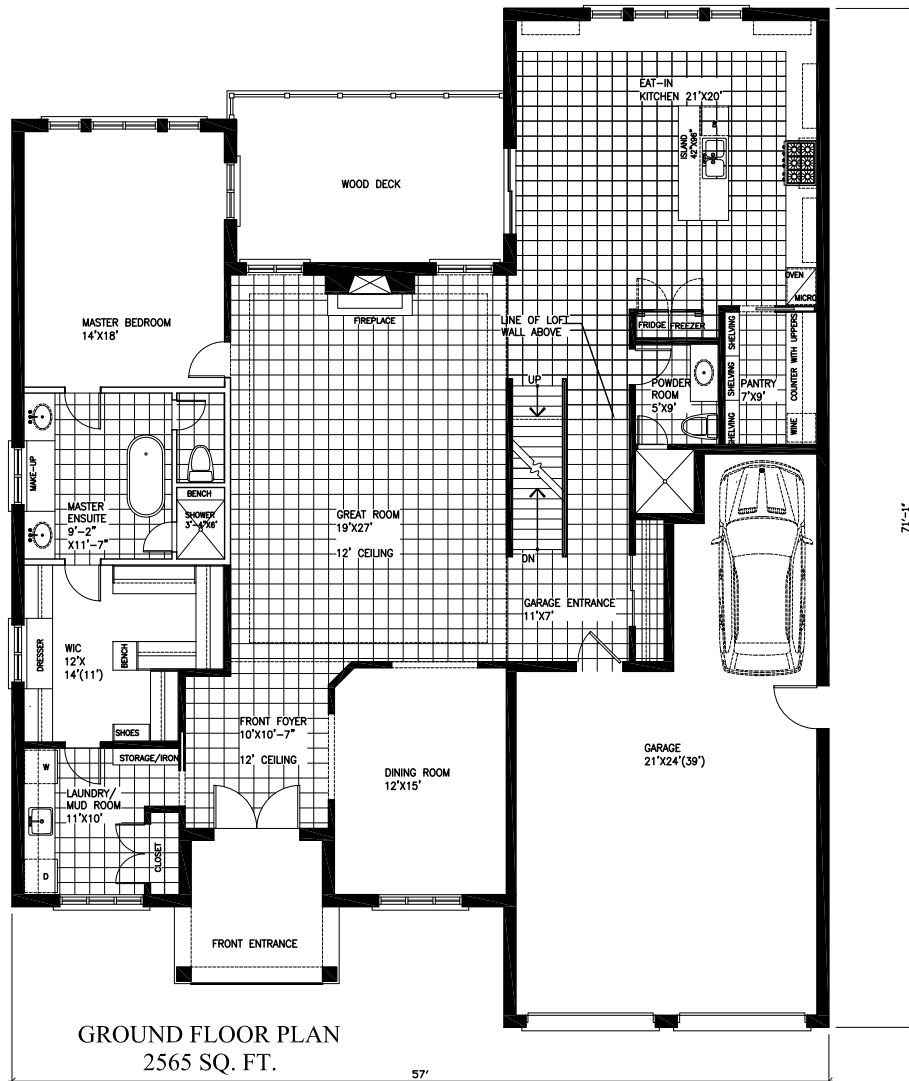 EAT-IN
KITCHEN 21'X20'
ISLAND
42"X96"
DW
WOOD DECK
OVEN
MICRO
MASTER BEDROOM
14'X18'
FIREPLACE
LINE OF LOFT
WALL ABOVE
FRIDGE FREEZER
SHELVING
SHELVING
SHELVING
PANTRY
7'X9'
COUNTER WITH UPPERS
WINE
POWDER
ROOM
5'X9'
UP
DN
MAKE-UP
MASTER
ENSUITE
9'-2"
X11'-7"
BENCH
SHOWER
3'-4"X6'
GREAT ROOM
19'X27'
12' CEILING
71'-1"
GARAGE ENTRANCE
11'X7'
DRESSER
WIC
12'X
14'(11')
BENCH
SHOES
FRONT FOYER
10'X10'-7"
12' CEILING
STORAGE/IRON
W
LAUNDRY/
MUD ROOM
11'X10'
D
CLOSET
DINING ROOM
12'X15'
GARAGE
21'X24'(39')
FRONT ENTRANCE
GROUND FLOOR PLAN
2565 SQ. FT.
57'